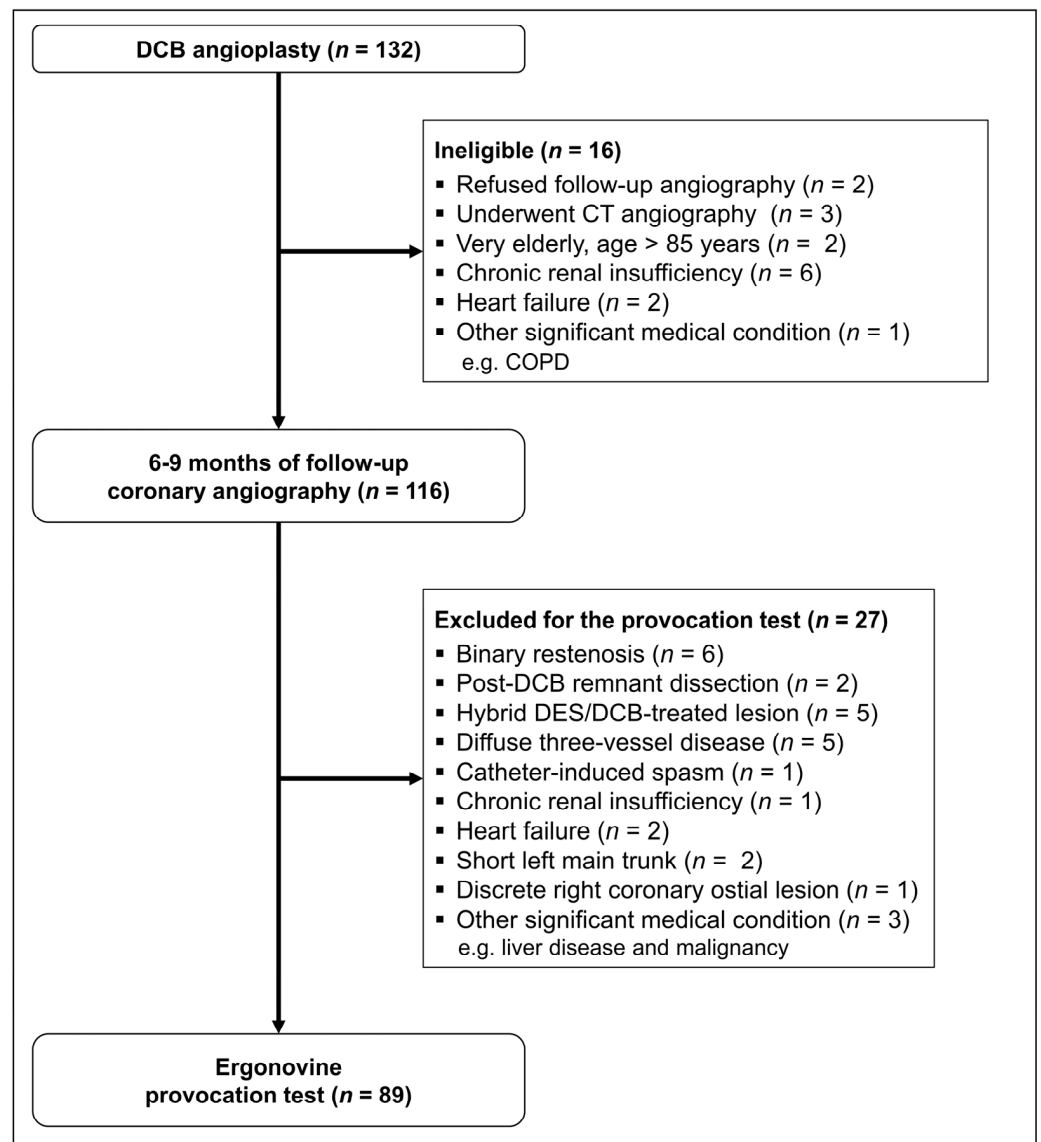 DCB angioplasty (n = 132)
Ineligible (n = 16)
▪ Refused follow-up angiography (n = 2)
▪ Underwent CT angiography (n = 3)
▪ Very elderly, age > 85 years (n = 2)
▪ Chronic renal insufficiency (n = 6)
▪ Heart failure (n = 2)
▪ Other significant medical condition (n = 1)
e.g. COPD
6-9 months of follow-up
coronary angiography (n = 116)
Excluded for the provocation test (n = 27)
▪ Binary restenosis (n = 6)
▪ Post-DCB remnant dissection (n = 2)
▪ Hybrid DES/DCB-treated lesion (n = 5)
▪ Diffuse three-vessel disease (n = 5)
▪ Catheter-induced spasm (n = 1)
▪ Chronic renal insufficiency (n = 1)
▪ Heart failure (n = 2)
▪ Short left main trunk (n = 2)
▪ Discrete right coronary ostial lesion (n = 1)
▪ Other significant medical condition (n = 3)
e.g. liver disease and malignancy
Ergonovine
provocation test (n = 89)